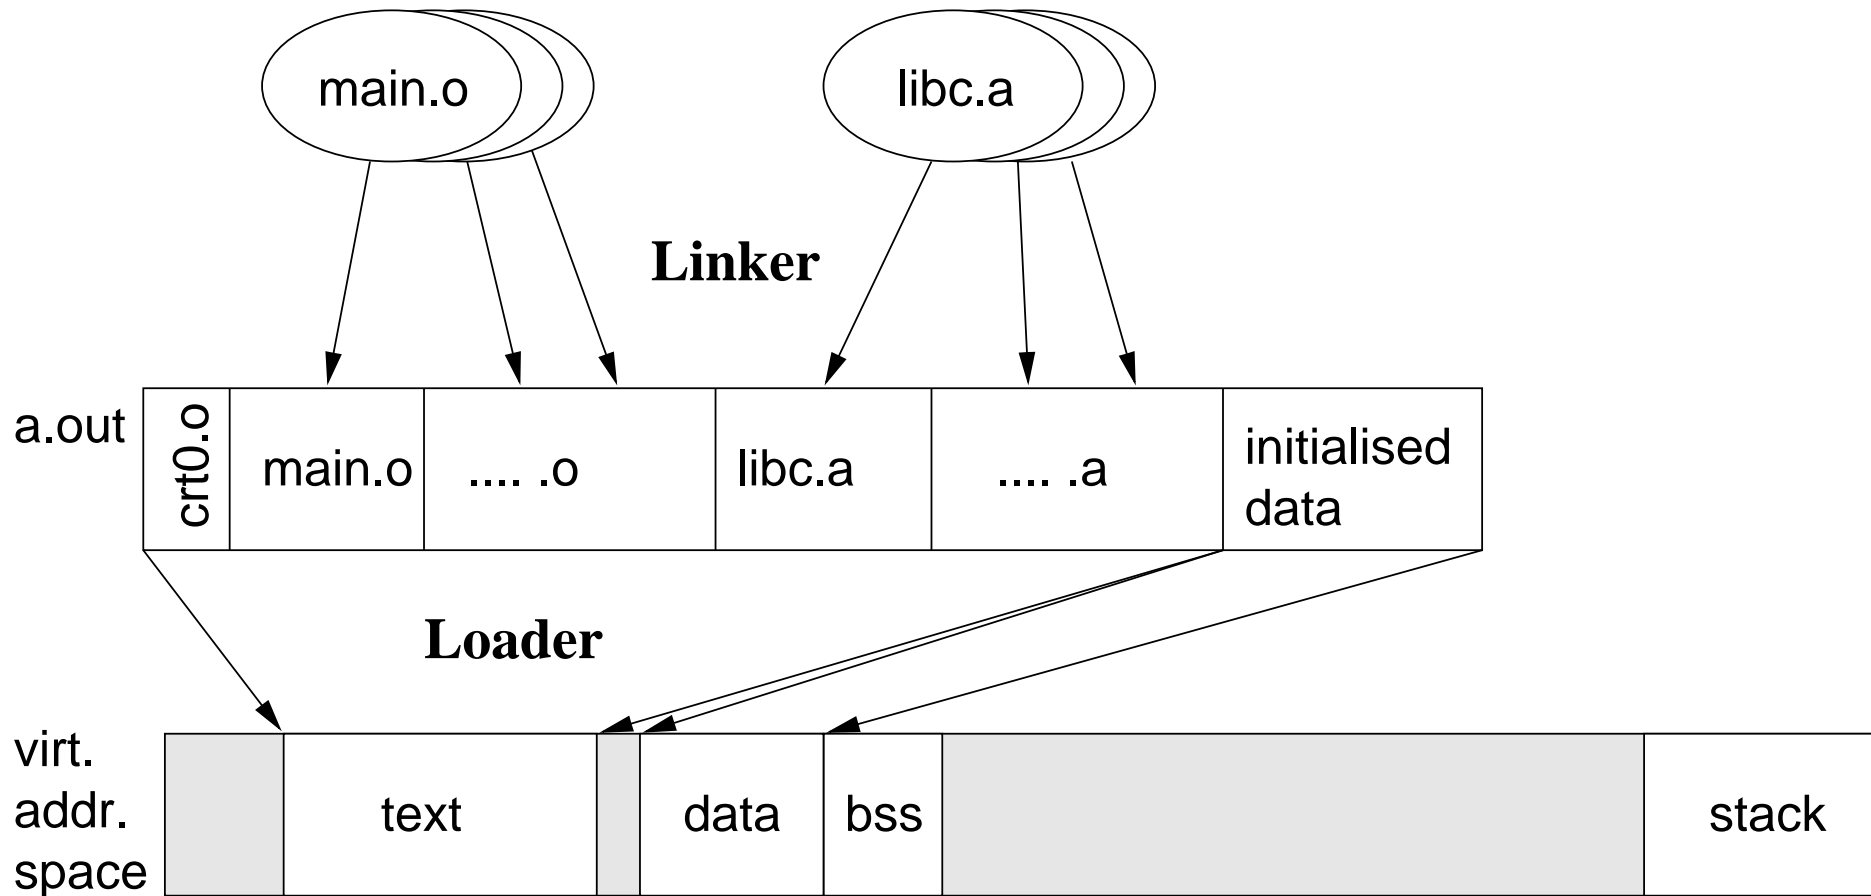 main.o
libc.a
Linker
a.out
crt0.o
main.o
.... .o
libc.a
.... .a
initialised
data
Loader
virt.
addr.
space
text
data
bss
stack